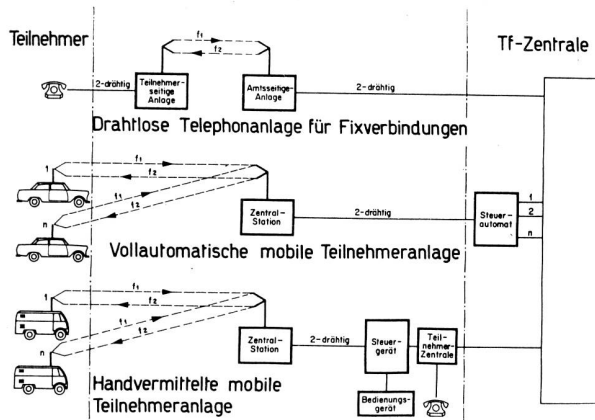 Teilnehmer
Tf-Zentrale
f1
f2
2-drähtig
Teilnehmer-
seitige
Anlage
Amtsseitige-
Anlage
2-drähtig
Drahtlose Telephonanlage für Fixverbindungen
1
f1
f2
f1
f2
n
Zentral-
Station
2-drähtig
Steuer-
automat
1
2
n
Vollautomatische mobile Teilnehmeranlage
1
f1
f2
f1
f2
n
Zentral-
Station
2-drähtig
Steuer-
gerät
Teil-
nehmer-
Zentrale
Bedienungs-
gerät
Handvermittelte mobile
Teilnehmeranlage